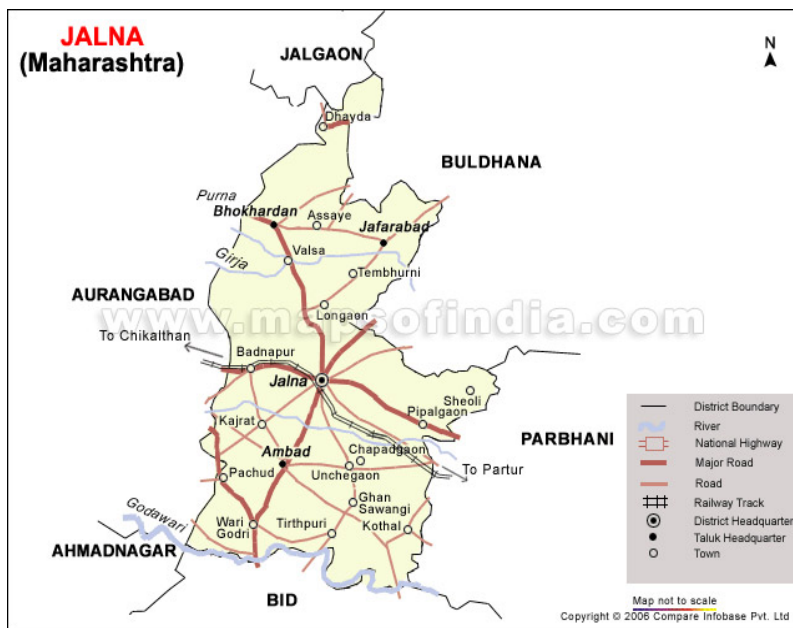 JALNA
(Maharashtra)
JALGAON
N
Dhayda
BULDHANA
Purna
Bhokhardan
Assaye
Jafarabad
Girja
Valsa
Tembhurni
AURANGABAD
Longaon
www.mapsofindia.com
To Chikalthan
Badnapur
Jalna
Sheoli
Pipalgaon
Kajrat
PARBHANI
Ambad
Chapadgaon
Unchegaon
To Partur
Pachud
Ghan
Sawangi
Godawari
Wari
Godri
Tirthpuri
Kothal
AHMADNAGAR
BID
District Boundary
River
National Highway
Major Road
Road
Railway Track
District Headquarter
Taluk Headquarter
Town
Map not to scale
Copyright © 2006 Compare Infobase Pvt. Ltd